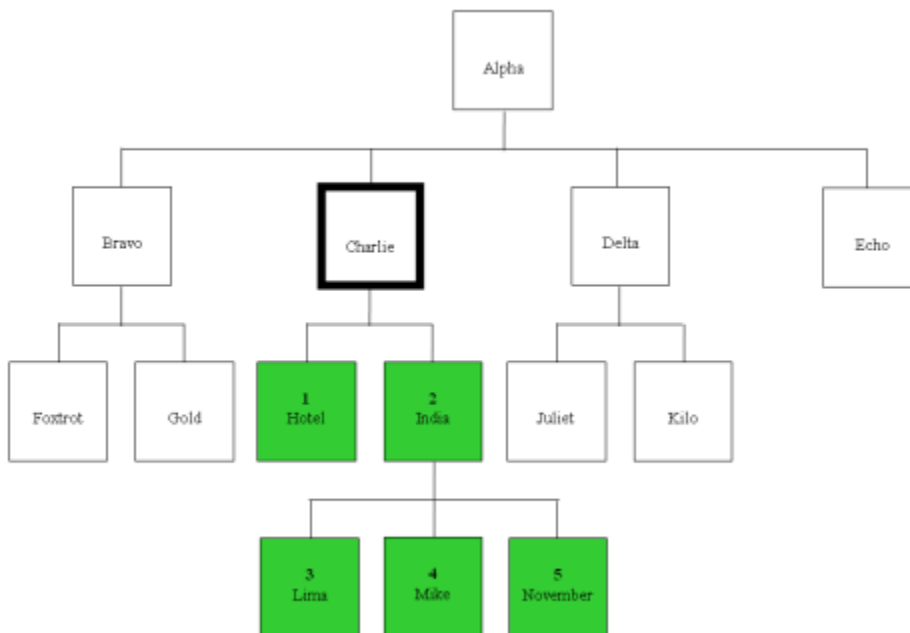 Alpha
Bravo
Charlie
Delta
Echo
Foxtrot
Gold
1
Hotel
2
India
Juliet
Kilo
3
Lima
4
Mike
5
November